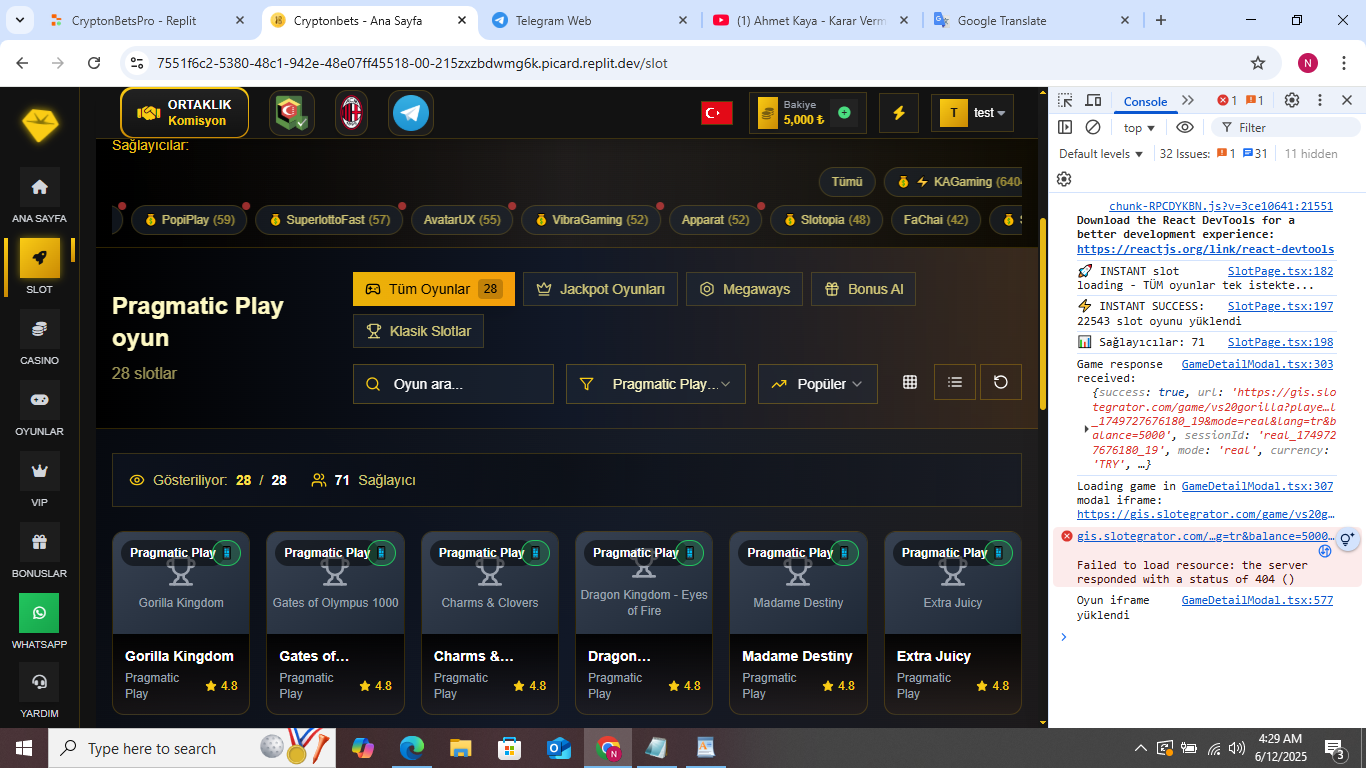 CryptonBetsPro - Replit
Cryptonbets - Ana Sayfa
Telegram Web
(1) Ahmet Kaya - Karar Verm
Google Translate
7551f6c2-5380-48c1-942e-48e07ff45518-00-215zxzbdwmg6k.picard.replit.dev/slot
N
ORTAKLIK
Komisyon
Bakiye
5,000 ₺
T
test
ANA SAYFA
SLOT
CASINO
OYUNLAR
VIP
BONUSLAR
WHATSAPP
YARDIM
Sağlayıcılar:
Tümü
KAGaming (6404
PopiPlay (59)
SuperlottoFast (57)
AvatarUX (55)
VibraGaming (52)
Apparat (52)
Slotopia (48)
FaChai (42)
Pragmatic Play
oyun
28 slotlar
Tüm Oyunlar 28
Jackpot Oyunları
Megaways
Bonus Al
Klasik Slotlar
Oyun ara...
Pragmatic Play...
Popüler
Gösteriliyor: 28 / 28
71 Sağlayıcı
Pragmatic Play
Gorilla Kingdom
Gorilla Kingdom
Pragmatic
Play
4.8
Pragmatic Play
Gates of Olympus 1000
Gates of...
Pragmatic
Play
4.8
Pragmatic Play
Charms & Clovers
Charms &...
Pragmatic
Play
4.8
Pragmatic Play
Dragon Kingdom - Eyes
of Fire
Dragon...
Pragmatic
Play
4.8
Pragmatic Play
Madame Destiny
Madame Destiny
Pragmatic
Play
4.8
Pragmatic Play
Extra Juicy
Extra Juicy
Pragmatic
Play
4.8
Console
1
1
top
Filter
Default levels
32 Issues: 1 31
11 hidden
chunk-RPCDYKBN.js?v=3ce10641:21551
Download the React DevTools for a
better development experience:
https://reactjs.org/link/react-devtools
🚀 INSTANT slot SlotPage.tsx:182
loading - TÜM oyunlar tek istekte...
⚡ INSTANT SUCCESS: SlotPage.tsx:197
22543 slot oyunu yüklendi
📊 Sağlayıcılar: 71 SlotPage.tsx:198
Game response GameDetailModal.tsx:303
received:
{success: true, url: 'https://gis.slo
tegrator.com/game/vs20gorilla?playe…l
_1749727676180_19&mode=real&lang=tr&b
alance=5000', sessionId: 'real_174972
7676180_19', mode: 'real', currency:
'TRY', …}
Loading game in GameDetailModal.tsx:307
modal iframe:
https://gis.slotegrator.com/game/vs20g…
gis.slotegrator.com/…g=tr&balance=5000…
Failed to load resource: the server
responded with a status of 404 ()
Oyun iframe GameDetailModal.tsx:577
yüklendi
Type here to search
4:29 AM
6/12/2025
3